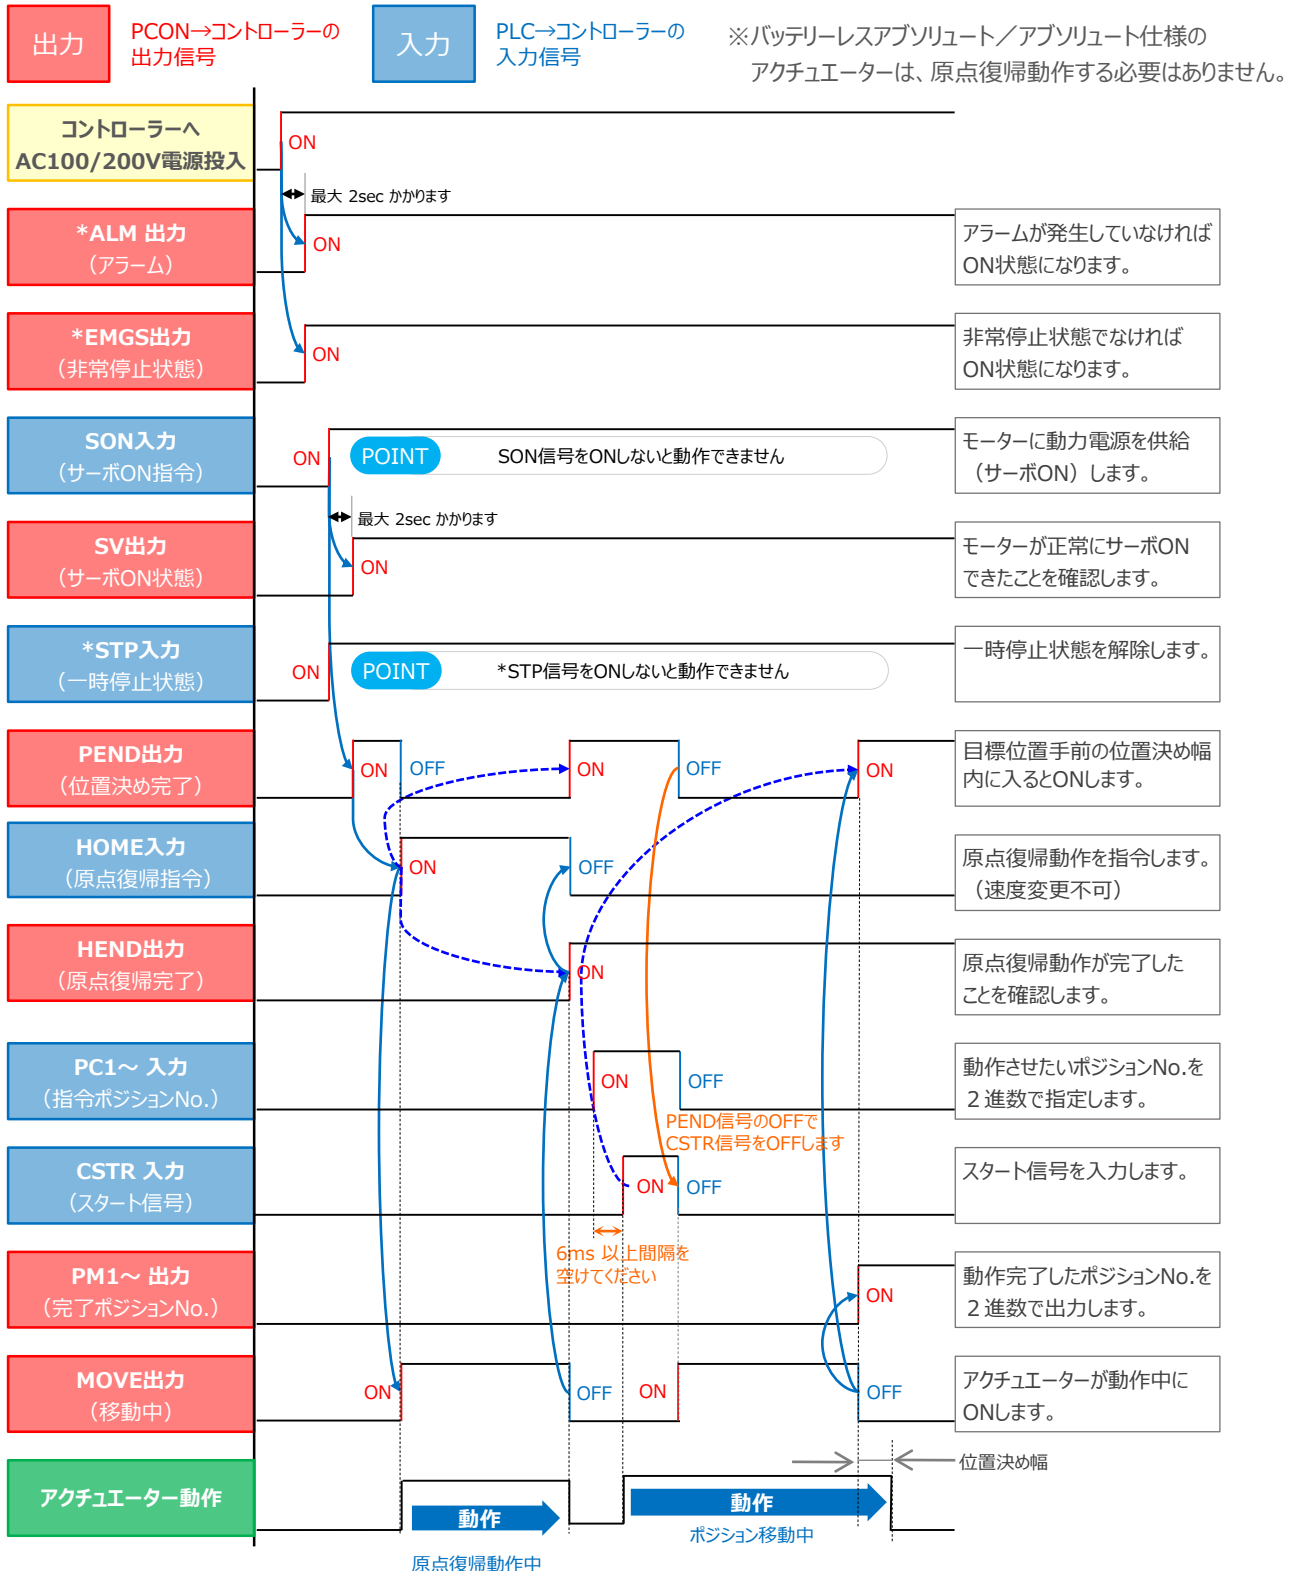 出力
PCON→コントローラーの
出力信号
入力
PLC→コントローラーの
入力信号
※バッテリーレスアブソリュート／アブソリュート仕様の
アクチュエーターは、原点復帰動作する必要はありません。
コントローラーへ
AC100/200V電源投入
ON
最大 2sec かかります
*ALM 出力
（アラーム）
ON
アラームが発生していなければ
ON状態になります。
*EMGS出力
（非常停止状態）
ON
非常停止状態でなければ
ON状態になります。
SON入力
（サーボON指令）
ON
POINT
SON信号をONしないと動作できません
モーターに動力電源を供給
（サーボON）します。
最大 2sec かかります
SV出力
（サーボON状態）
ON
モーターが正常にサーボON
できたことを確認します。
*STP入力
（一時停止状態）
ON
POINT
*STP信号をONしないと動作できません
一時停止状態を解除します。
PEND出力
（位置決め完了）
ON
OFF
ON
OFF
ON
目標位置手前の位置決め幅
内に入るとONします。
HOME入力
（原点復帰指令）
ON
OFF
原点復帰動作を指令します。
（速度変更不可）
HEND出力
（原点復帰完了）
ON
原点復帰動作が完了した
ことを確認します。
PC1～ 入力
（指令ポジションNo.）
ON
OFF
動作させたいポジションNo.を
２進数で指定します。
PEND信号のOFFで
CSTR信号をOFFします
CSTR 入力
（スタート信号）
ON
OFF
スタート信号を入力します。
6ms 以上間隔を
空けてください
PM1～ 出力
（完了ポジションNo.）
ON
動作完了したポジションNo.を
２進数で出力します。
MOVE出力
（移動中）
ON
OFF
ON
OFF
アクチュエーターが動作中に
ONします。
位置決め幅
アクチュエーター動作
動作
原点復帰動作中
動作
ポジション移動中